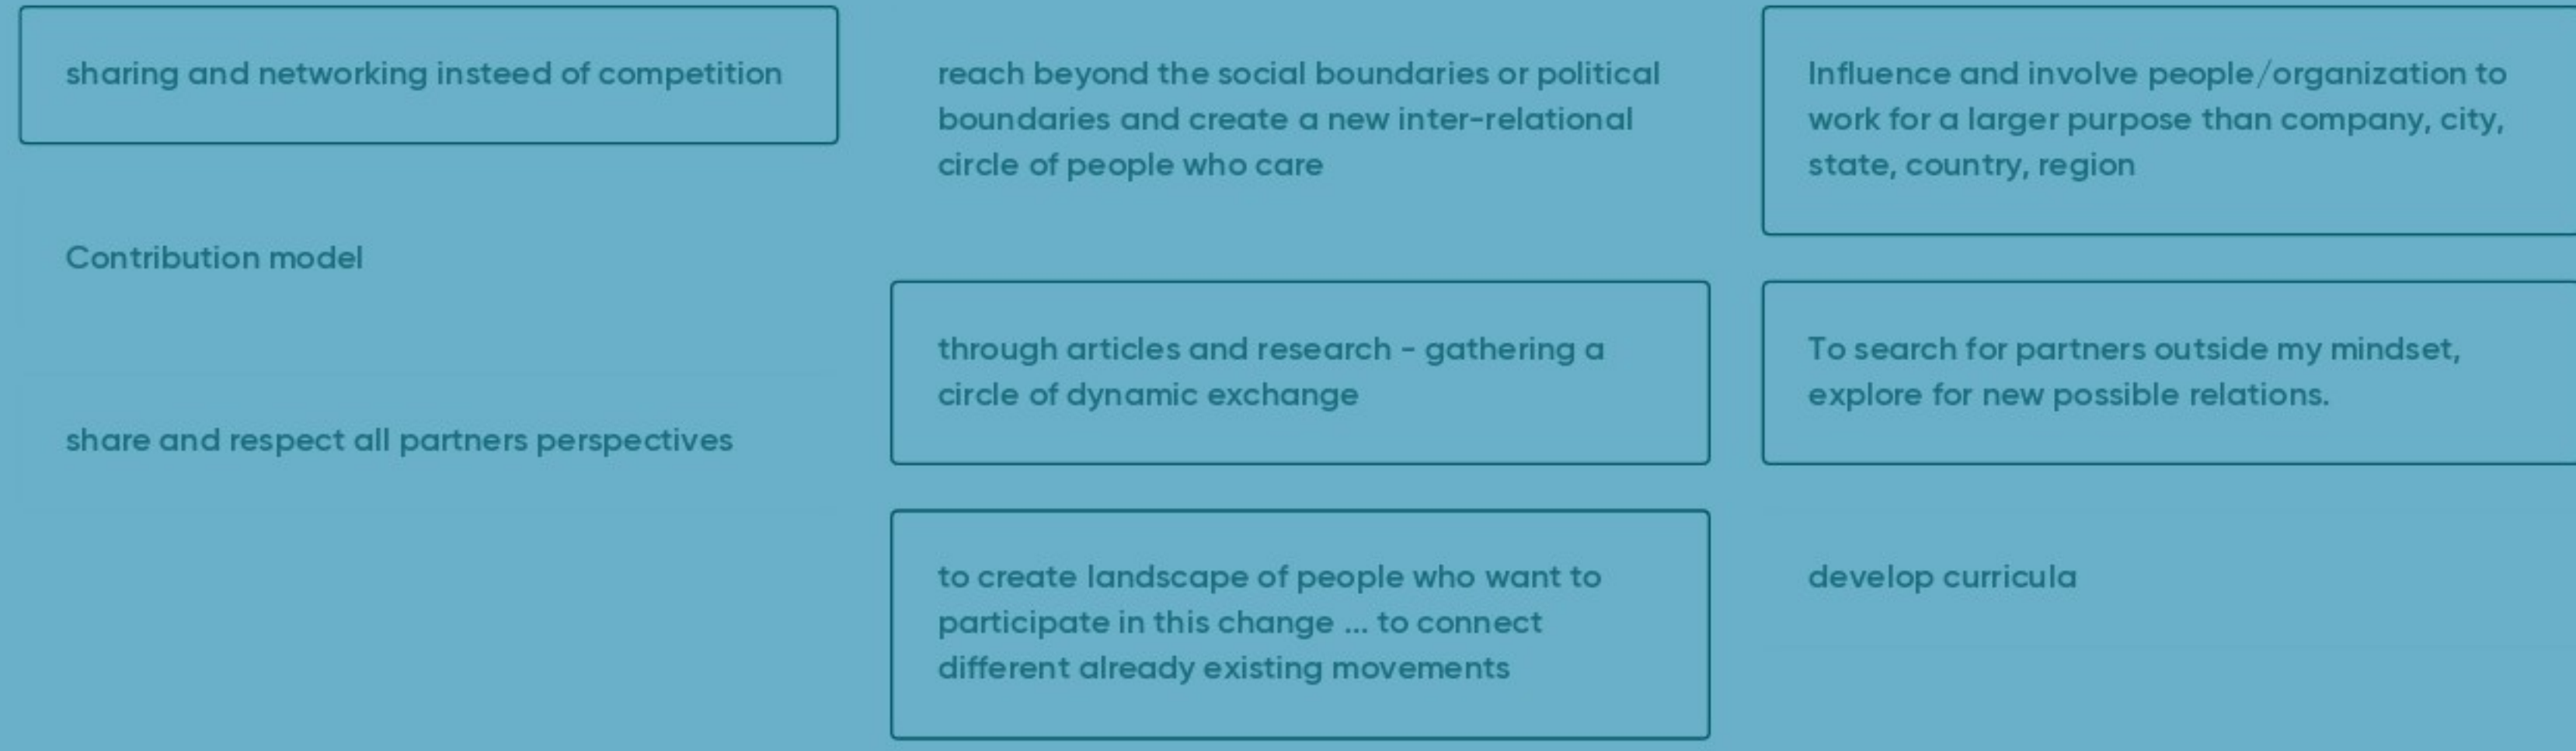 sharing and networking insteed of competition
Contribution model
share and respect all partners perspectives
reach beyond the social boundaries or political
boundaries and create a new inter-relational
circle of people who care
through articles and research - gathering a
circle of dynamic exchange
to create landscape of people who want to
participate in this change ... to connect
different already existing movements
Influence and involve people/organization to
work for a larger purpose than company, city,
state, country, region
To search for partners outside my mindset,
explore for new possible relations.
develop curricula